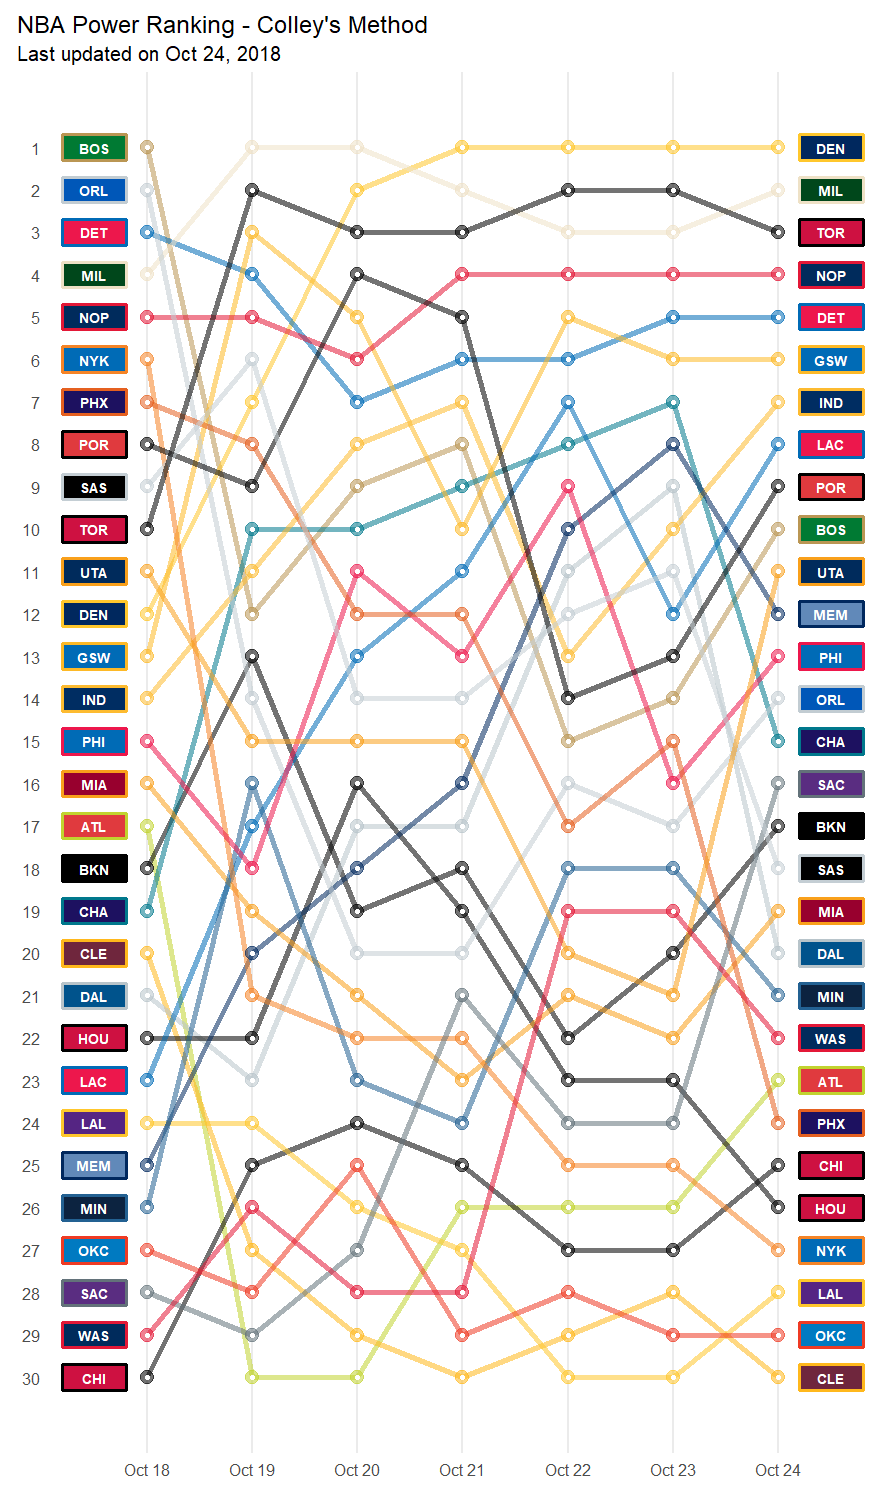 NBA Power Ranking - Colley's Method
Last updated on Oct 24, 2018
1 BOS DEN
2 ORL MIL
3 DET TOR
4 MIL NOP
5 NOP DET
6 NYK GSW
7 PHX IND
8 POR LAC
9 SAS POR
10 TOR BOS
11 UTA UTA
12 DEN MEM
13 GSW PHI
14 IND ORL
15 PHI CHA
16 MIA SAC
17 ATL BKN
18 BKN SAS
19 CHA MIA
20 CLE DAL
21 DAL MIN
22 HOU WAS
23 LAC ATL
24 LAL PHX
25 MEM CHI
26 MIN HOU
27 OKC NYK
28 SAC LAL
29 WAS OKC
30 CHI CLE
Oct 18 Oct 19 Oct 20 Oct 21 Oct 22 Oct 23 Oct 24